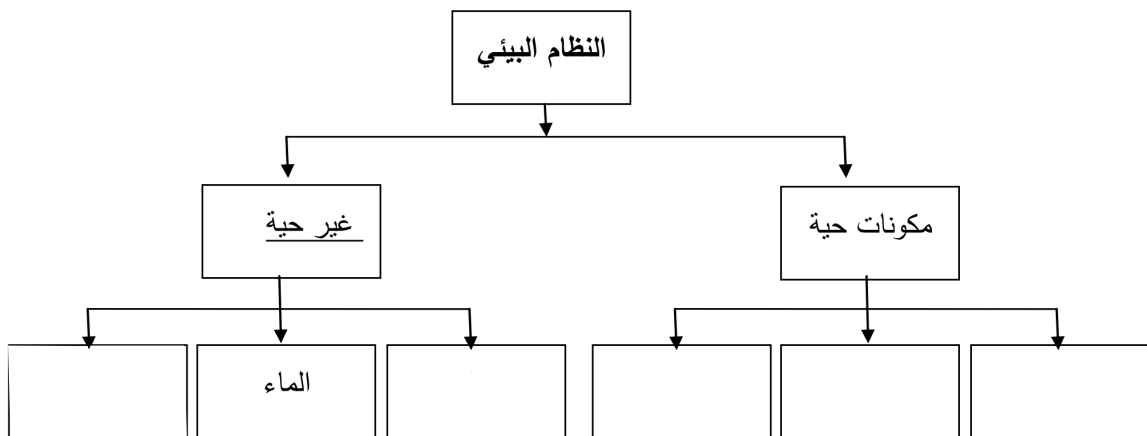 النظام البيئي
مكونات حية
غير حية
الماء